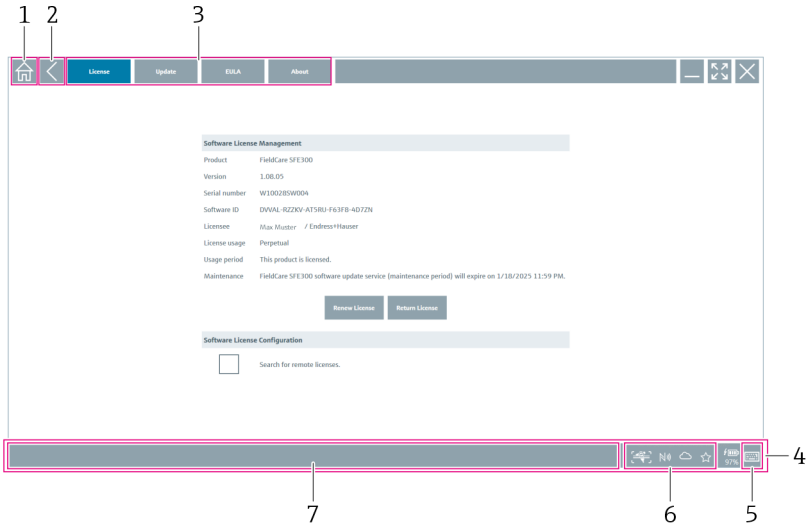 1 2 3
License Update EULA About
Software License Management
Product FieldCare SFE300
Version 1.08.05
Serial number W10028SW004
Software ID DVVAL-RZZKV-AT5RU-F63FB-4D7ZN
Licensee Max Muster / Endress+Hauser
License usage Perpetual
Usage period This product is licensed.
Maintenance FieldCare SFE300 software update service (maintenance period) will expire on 1/18/2025 11:59 PM.
Renew License Return License
Software License Configuration
Search for remote licenses.
97%
4
7 6 5